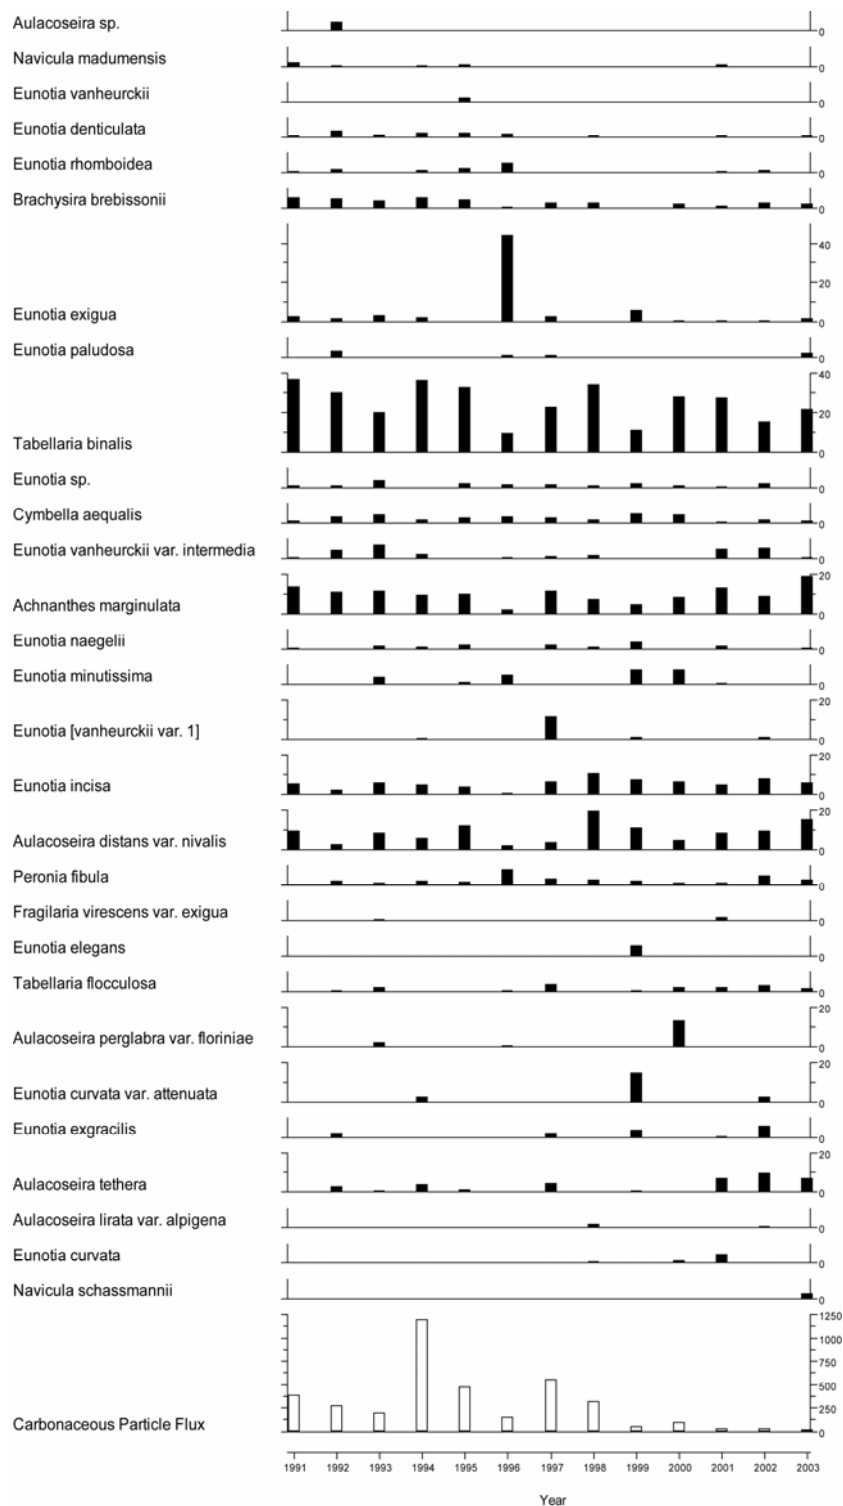 Aulacoseira sp.
0
Navicula madumensis
0
Eunotia vanheurckii
0
Eunotia denticulata
0
Eunotia rhomboidea
0
Brachysira brebissonii
0
40
20
Eunotia exigua
0
Eunotia paludosa
0
40
20
Tabellaria binalis
0
Eunotia sp.
0
Cymbella aequalis
0
Eunotia vanheurckii var. intermedia
0
20
Achnanthes marginulata
0
Eunotia naegelii
0
Eunotia minutissima
0
20
Eunotia [vanheurckii var. 1]
0
20
Eunotia incisa
0
20
Aulacoseira distans var. nivalis
0
Peronia fibula
0
Fragilaria virescens var. exigua
0
Eunotia elegans
0
Tabellaria flocculosa
0
20
Aulacoseira perglabra var. floriniae
0
20
Eunotia curvata var. attenuata
0
Eunotia exgracilis
0
20
Aulacoseira tethera
0
Aulacoseira lirata var. alpigena
0
Eunotia curvata
0
Navicula schassmannii
0
1250
1000
750
500
250
Carbonaceous Particle Flux
0
1991 1992 1993 1994 1995 1996 1997 1998 1999 2000 2001 2002 2003
Year